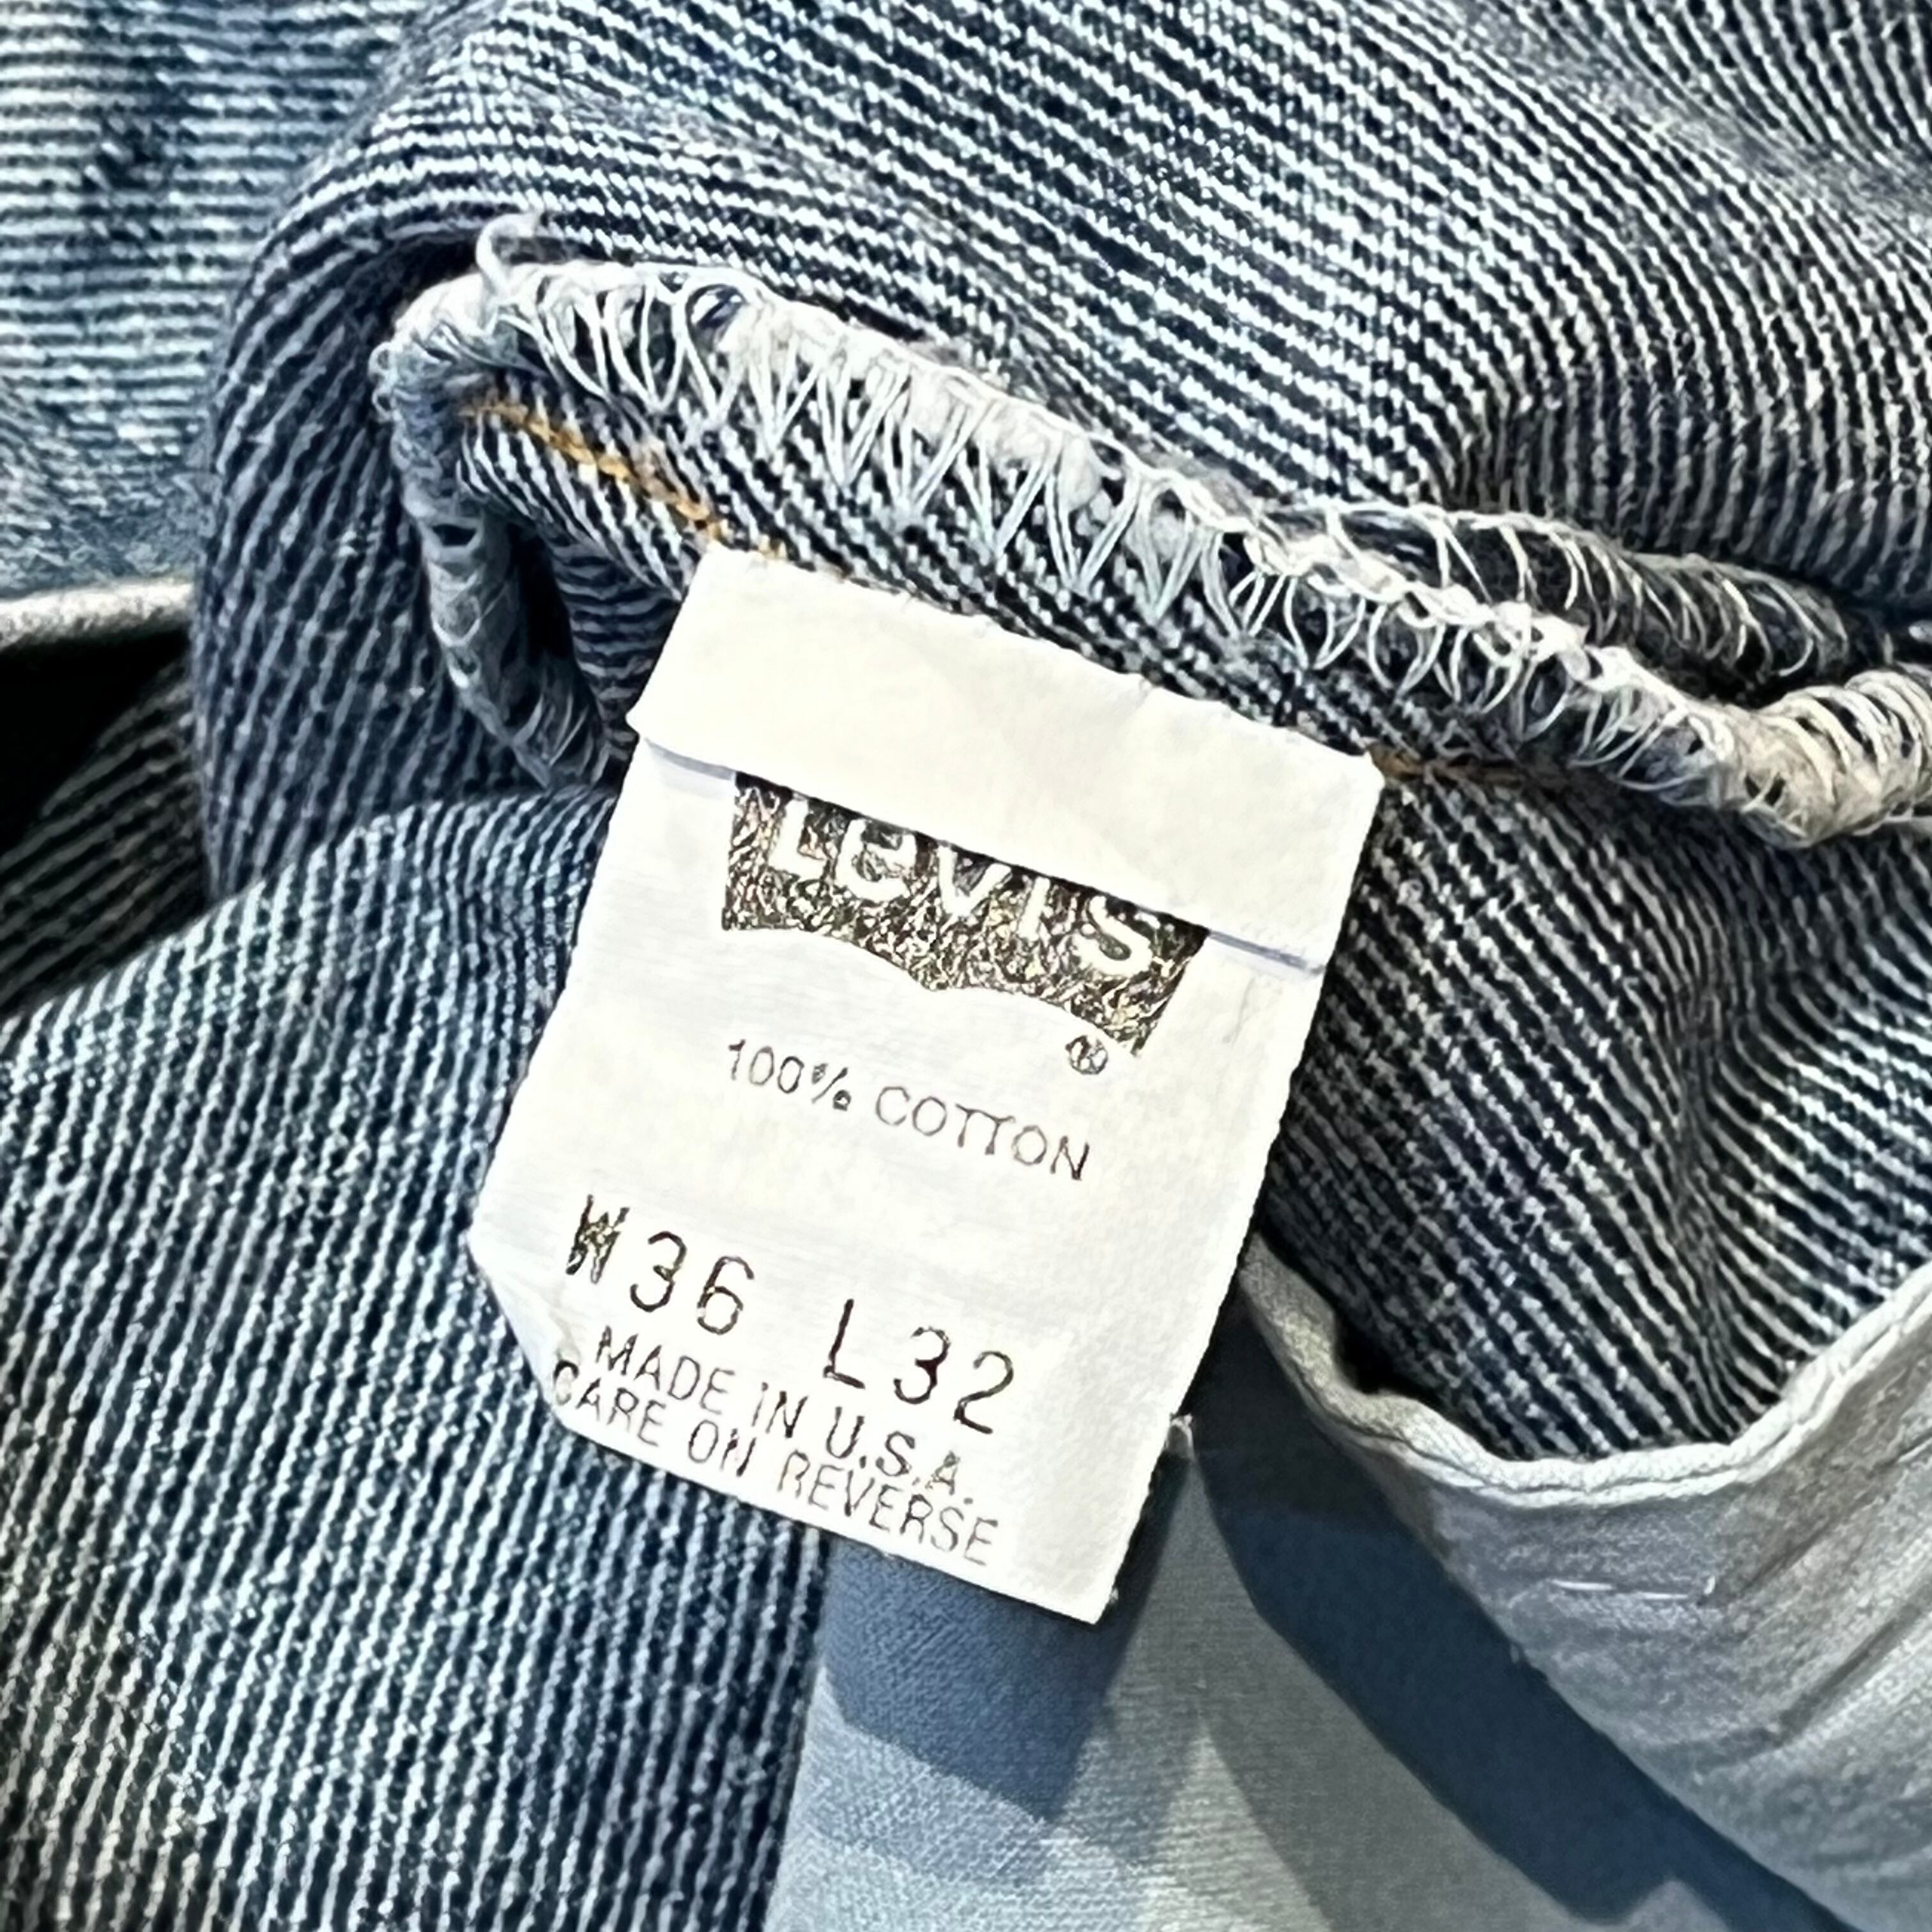 Levi's
®
100% COTTON
W36 L32
MADE IN U.S.A.
CARE ON REVERSE